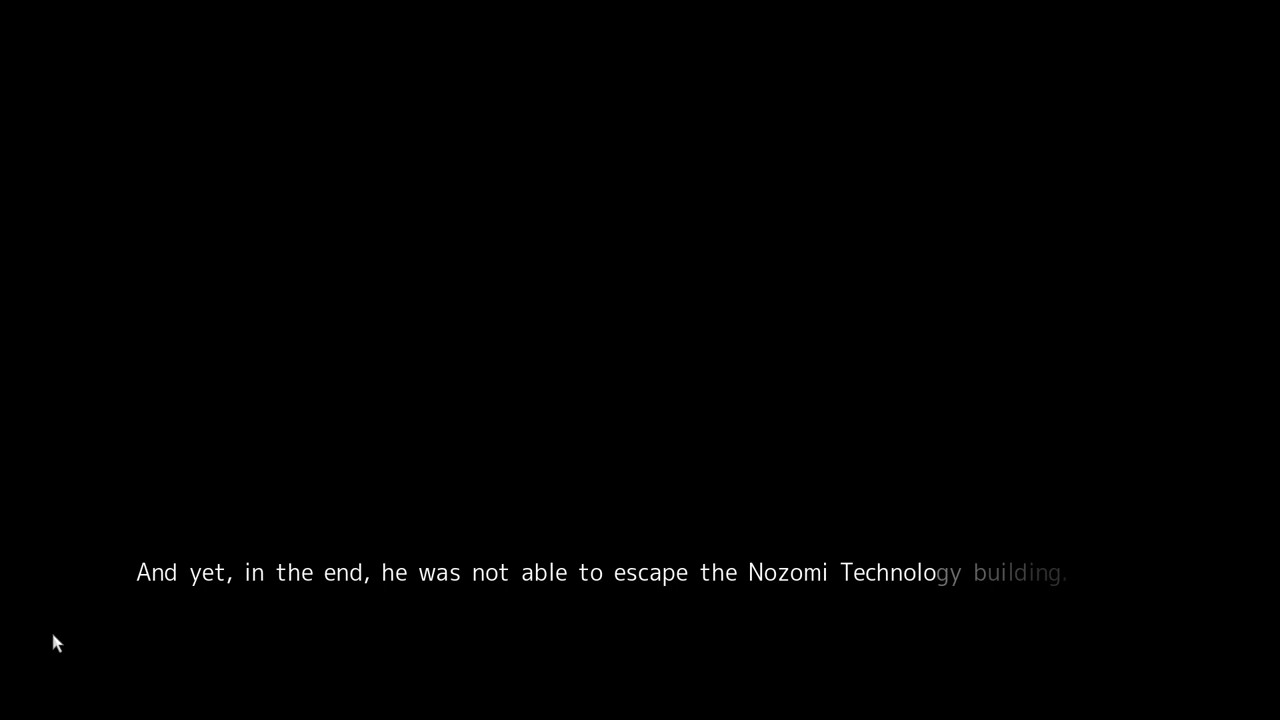 And yet, in the end, he was not able to escape the Nozomi Technology building.